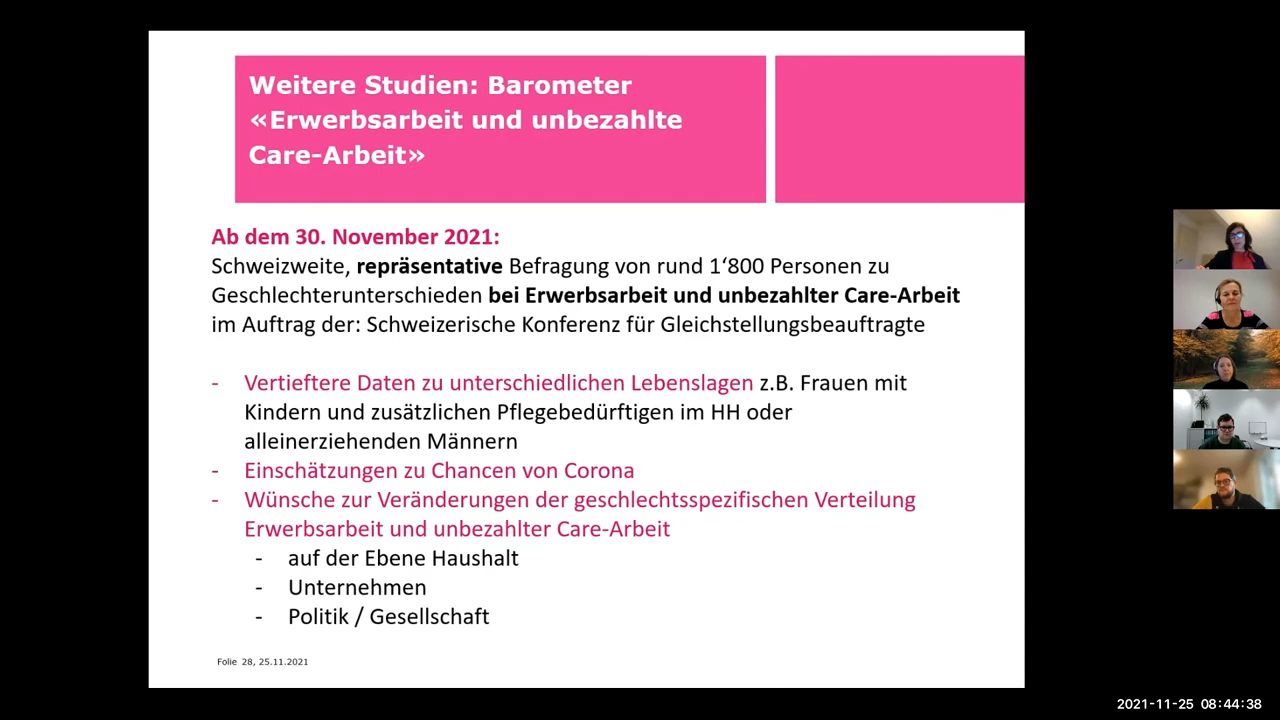 Weitere Studien: Barometer
«Erwerbsarbeit und unbezahlte
Care-Arbeit»
Ab dem 30. November 2021:
Schweizweite, repräsentative Befragung von rund 1‘800 Personen zu
Geschlechterunterschieden bei Erwerbsarbeit und unbezahlter Care-Arbeit
im Auftrag der: Schweizerische Konferenz für Gleichstellungsbeauftragte
- Vertieftere Daten zu unterschiedlichen Lebenslagen z.B. Frauen mit
Kindern und zusätzlichen Pflegebedürftigen im HH oder
alleinerziehenden Männern
- Einschätzungen zu Chancen von Corona
- Wünsche zur Veränderungen der geschlechtsspezifischen Verteilung
Erwerbsarbeit und unbezahlter Care-Arbeit
- auf der Ebene Haushalt
- Unternehmen
- Politik / Gesellschaft
Folie 28, 25.11.2021
2021-11-25 08:44:38